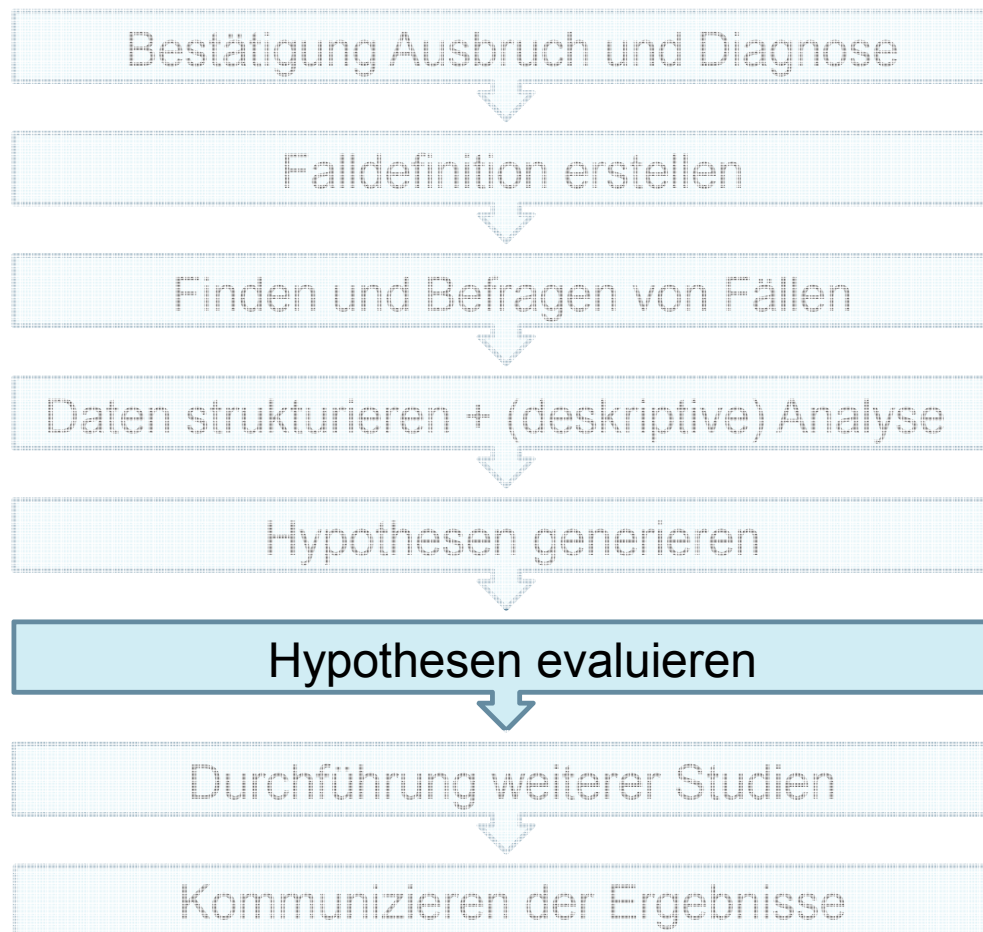 Bestätigung Ausbruch und Diagnose
Falldefinition erstellen
Finden und Befragen von Fällen
Daten strukturieren + (deskriptive) Analyse
Hypothesen generieren
Hypothesen evaluieren
Durchführung weiterer Studien
Kommunizieren der Ergebnisse